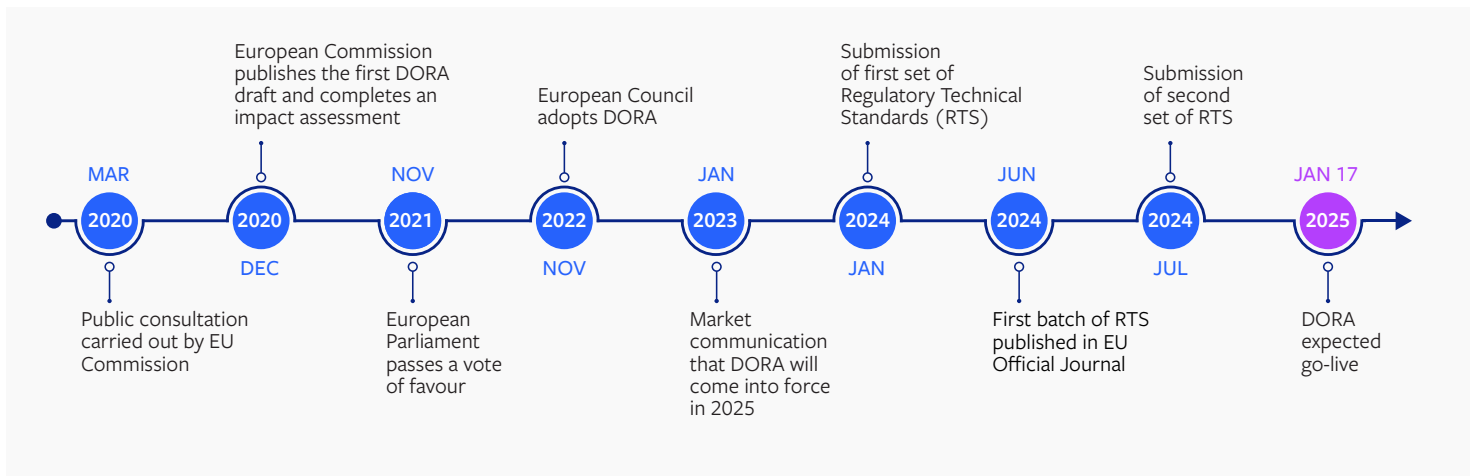 MAR
2020
Public consultation
carried out by EU
Commission
European Commission
publishes the first DORA
draft and completes an
impact assessment
2020
DEC
NOV
2021
European
Parliament
passes a vote
of favour
European Council
adopts DORA
2022
NOV
JAN
2023
Market
communication
that DORA will
come into force
in 2025
Submission
of first set of
Regulatory Technical
Standards (RTS)
2024
JAN
JUN
2024
First batch of RTS
published in EU
Official Journal
Submission
of second
set of RTS
2024
JUL
JAN 17
2025
DORA
expected
go-live